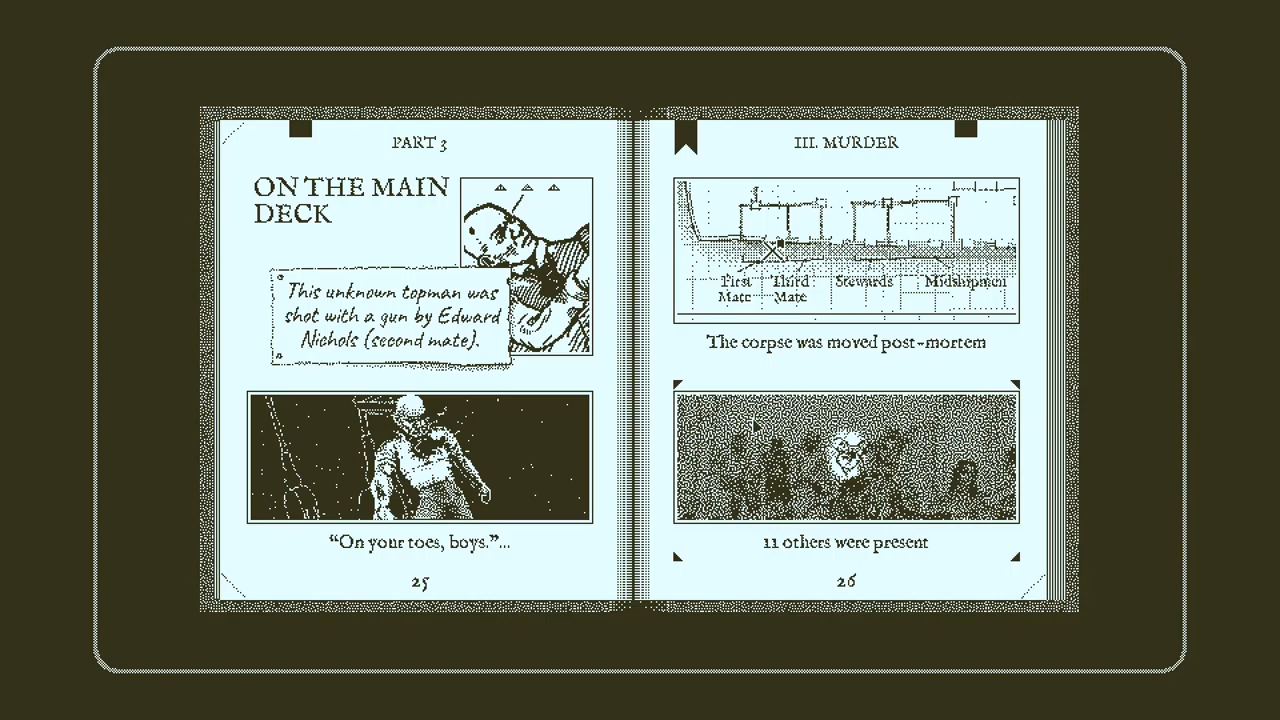 PART 3
ON THE MAIN
DECK
This unknown topman was
shot with a gun by Edward
Nichols (second mate).
“On your toes, boys.”...
25
III. MURDER
First Third Stewards Midshipmen
Mate Mate
The corpse was moved post-mortem
11 others were present
26